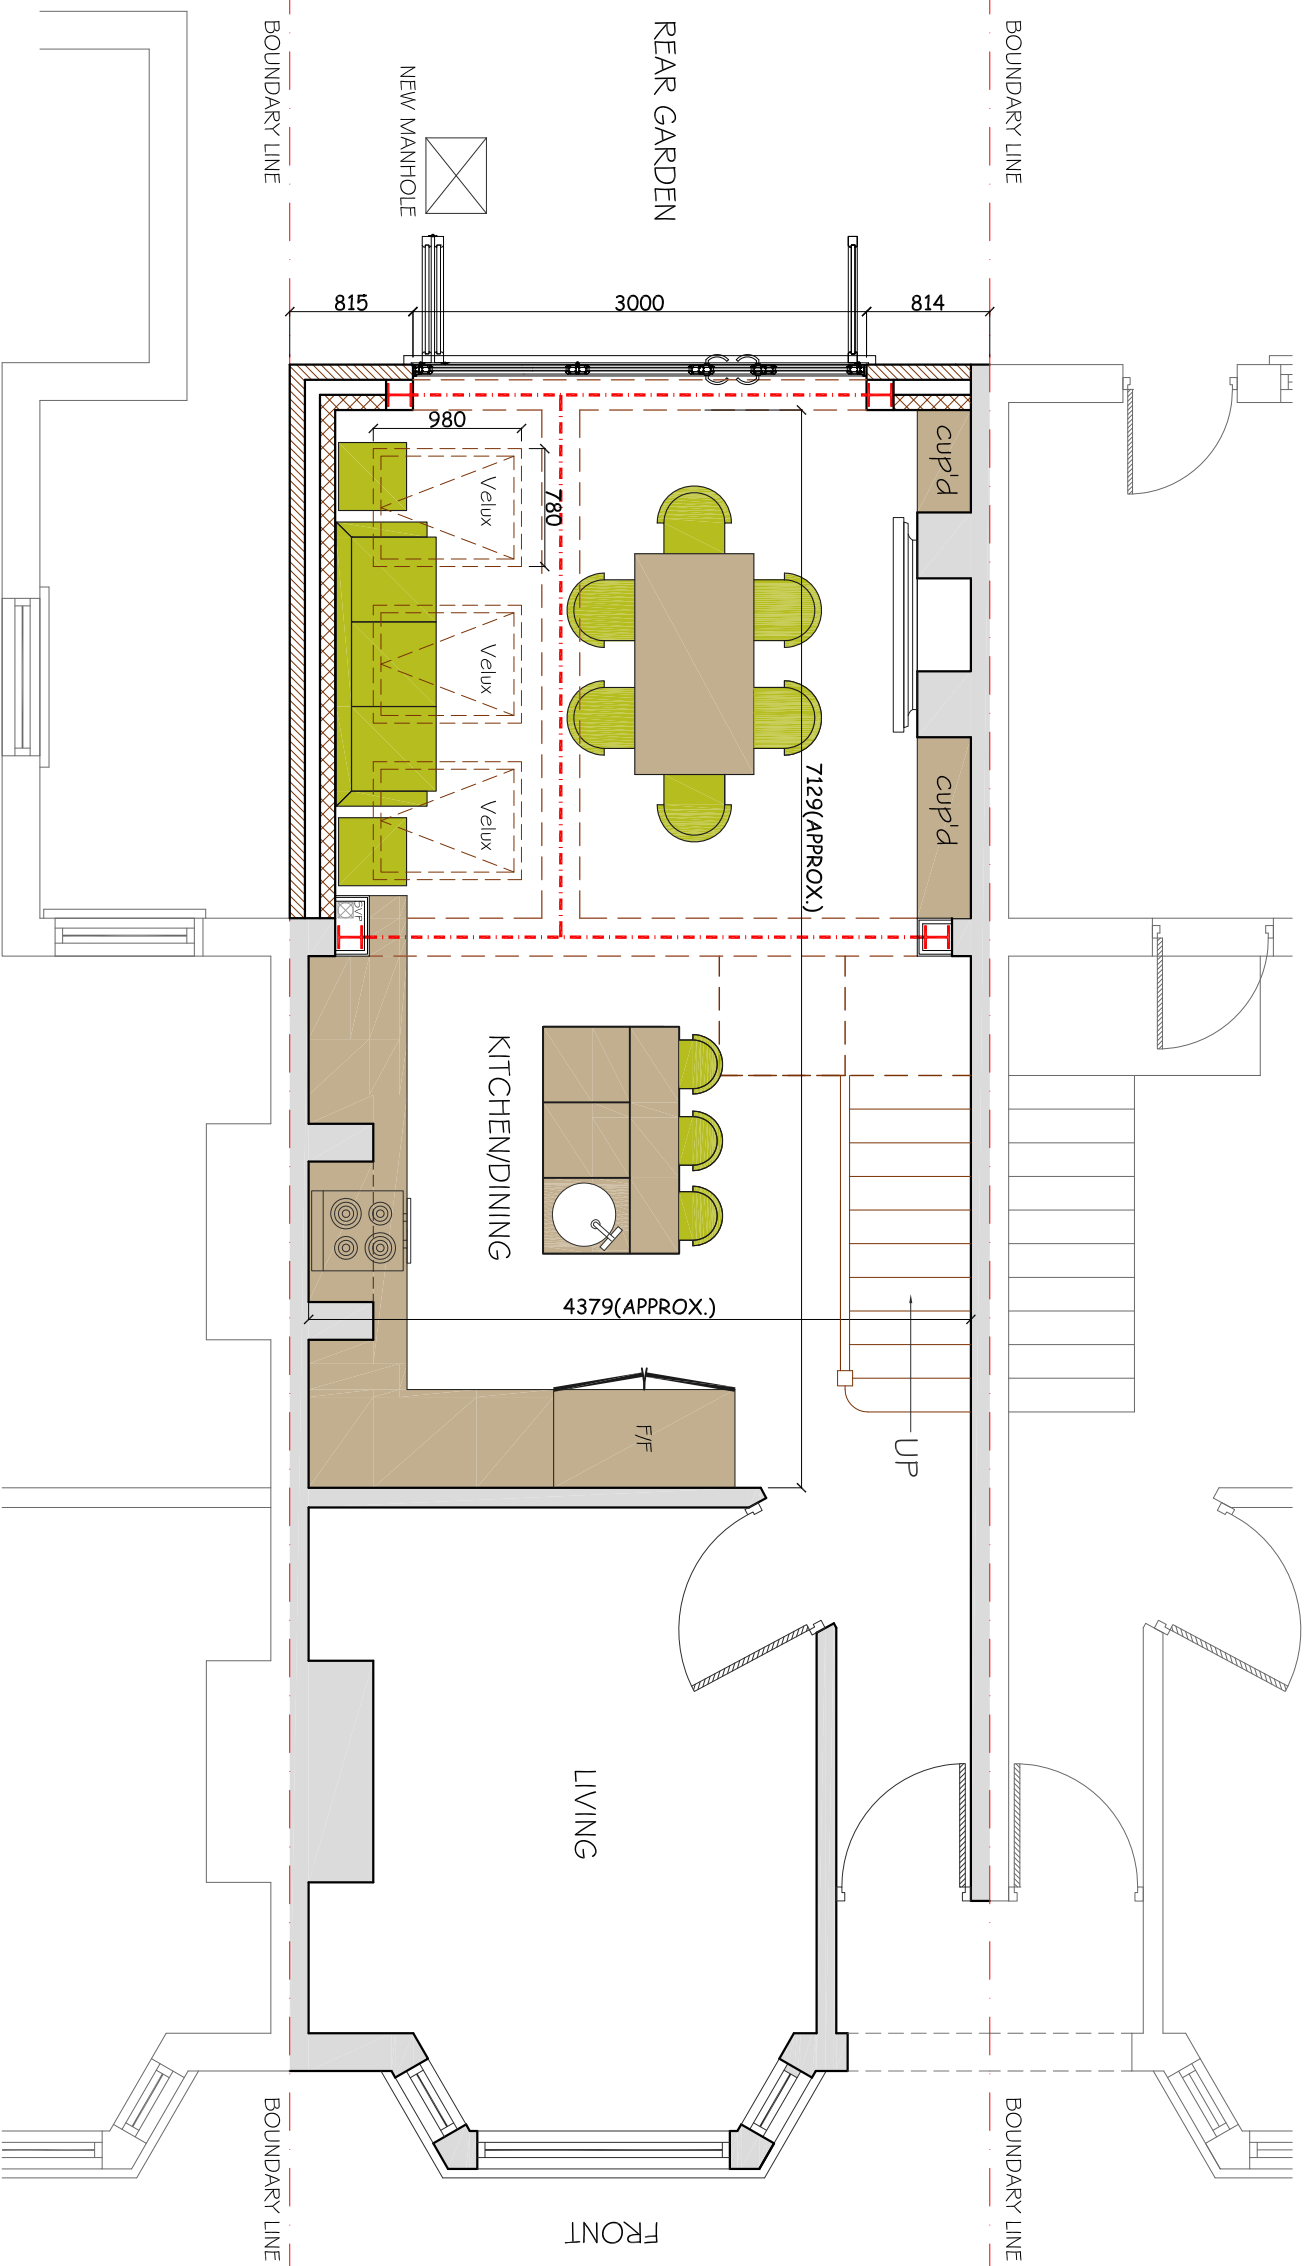 BOUNDARY LINE
BOUNDARY LINE
REAR GARDEN
NEW MANHOLE
815
3000
814
980
780
Velux
Velux
Velux
cup'd
cup'd
7129(APPROX.)
SVP
KITCHEN/DINING
4379(APPROX.)
F/F
UP
LIVING
BOUNDARY LINE
BOUNDARY LINE
FRONT